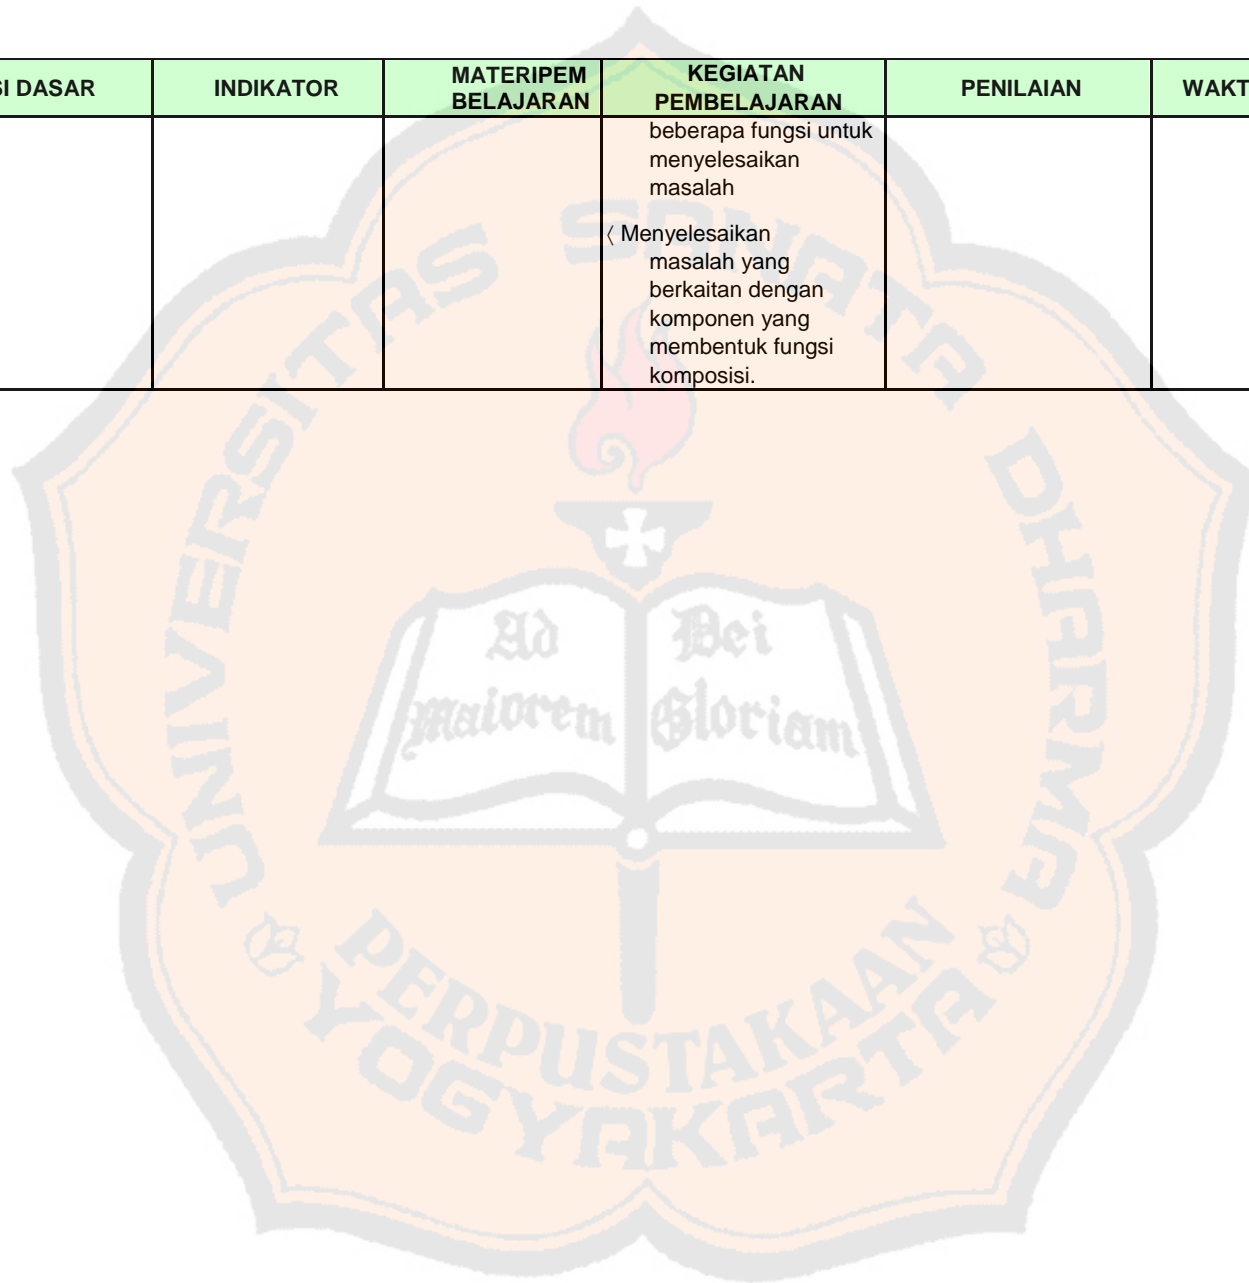 SI DASAR INDIKATOR MATERIPEM BELAJARAN KEGIATAN PEMBELAJARAN PENILAIAN WAKT
beberapa fungsi untuk
menyelesaikan
masalah
〈 Menyelesaikan
masalah yang
berkaitan dengan
komponen yang
membentuk fungsi
komposisi.
UNIVERSITAS SANATA DHARMA
Ad Dei
Maiorem Gloriam
PERPUSTAKAAN
YOGYAKARTA